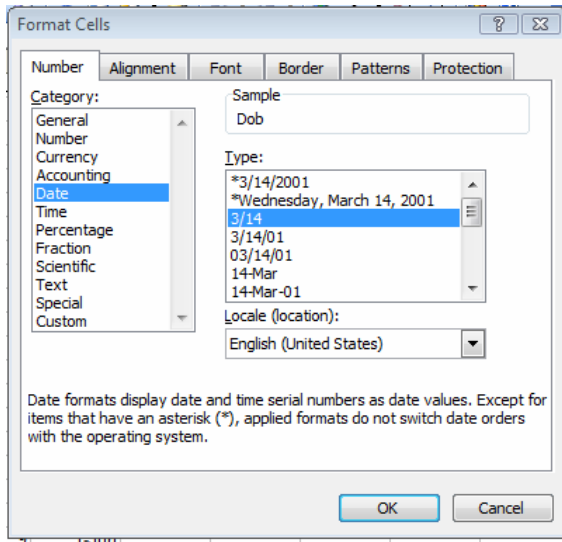 Format Cells
Number Alignment Font Border Patterns Protection
Category:
General
Number
Currency
Accounting
Date
Time
Percentage
Fraction
Scientific
Text
Special
Custom
Sample
Dob
Type:
*3/14/2001
*Wednesday, March 14, 2001
3/14
3/14/01
03/14/01
14-Mar
14-Mar-01
Locale (location):
English (United States)
Date formats display date and time serial numbers as date values. Except for
items that have an asterisk (*), applied formats do not switch date orders
with the operating system.
OK Cancel